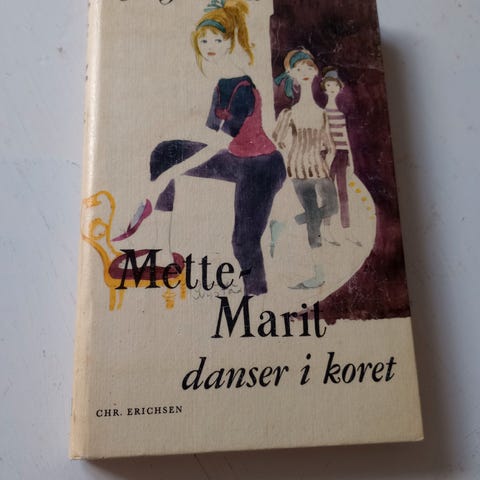 Mette-
Marit
danser i koret
CHR. ERICHSEN